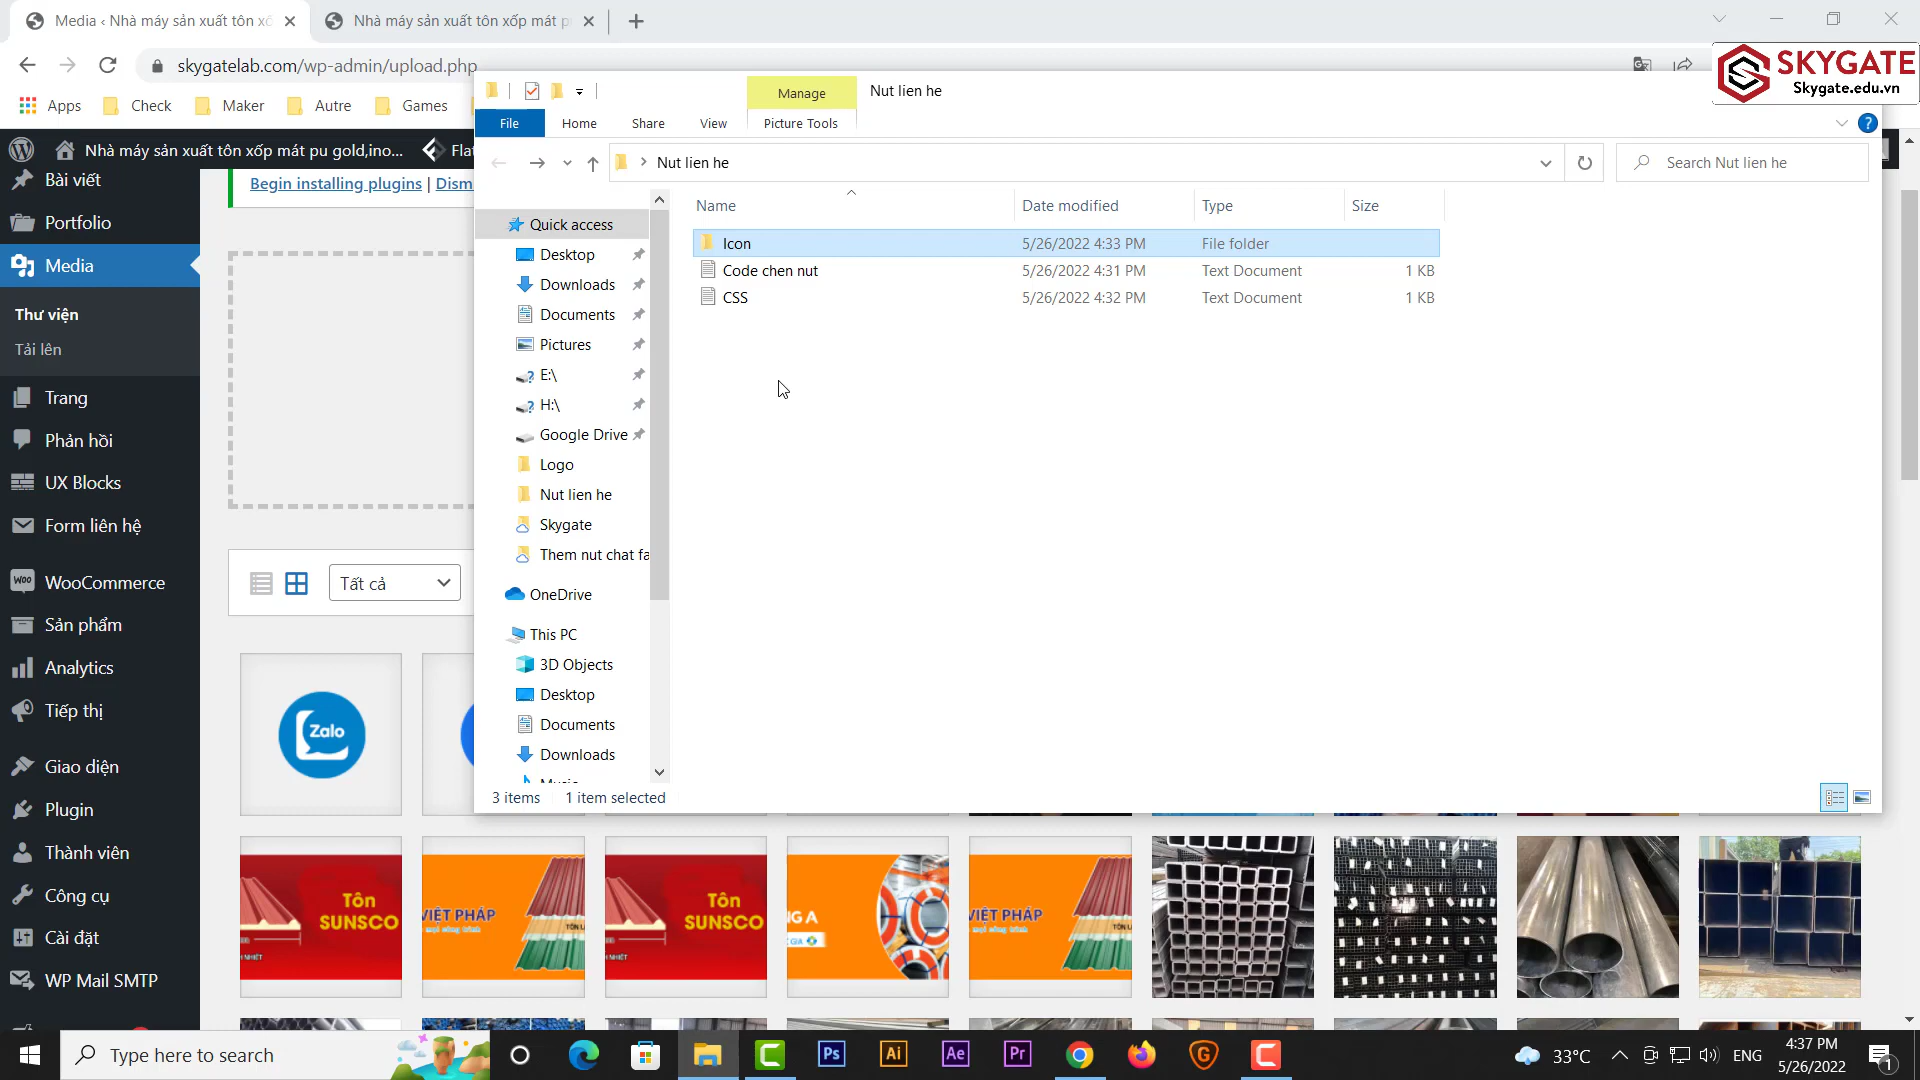 Media ‹ Nhà máy sản xuất tôn xố
Nhà máy sản xuất tôn xốp mát p
skygatelab.com/wp-admin/upload.php
SKYGATE
Skygate.edu.vn
Apps
Check
Maker
Autre
Games
Manage
Nut lien he
File
Home
Share
View
Picture Tools
Nhà máy sản xuất tôn xốp mát pu gold,ino...
Flat
Nut lien he
Search Nut lien he
Begin installing plugins | Dism
Bài viết
Portfolio
Media
Thư viện
Tải lên
Trang
Phản hồi
UX Blocks
Form liên hệ
WooCommerce
Sản phẩm
Analytics
Tiếp thị
Giao diện
Plugin
Thành viên
Công cụ
Cài đặt
WP Mail SMTP
Tất cả
Quick access
Desktop
Downloads
Documents
Pictures
E:\
H:\
Google Drive
Logo
Nut lien he
Skygate
Them nut chat fa
OneDrive
This PC
3D Objects
Desktop
Documents
Downloads
Name Date modified Type Size
Icon 5/26/2022 4:33 PM File folder
Code chen nut 5/26/2022 4:31 PM Text Document 1 KB
CSS 5/26/2022 4:32 PM Text Document 1 KB
3 items 1 item selected
Zalo
Tôn
SUNSCO
VIỆT PHÁP
Tôn
SUNSCO
NG A
VIỆT PHÁP
Type here to search
Ps
Ai
Ae
Pr
33°C
ENG
4:37 PM
5/26/2022
1